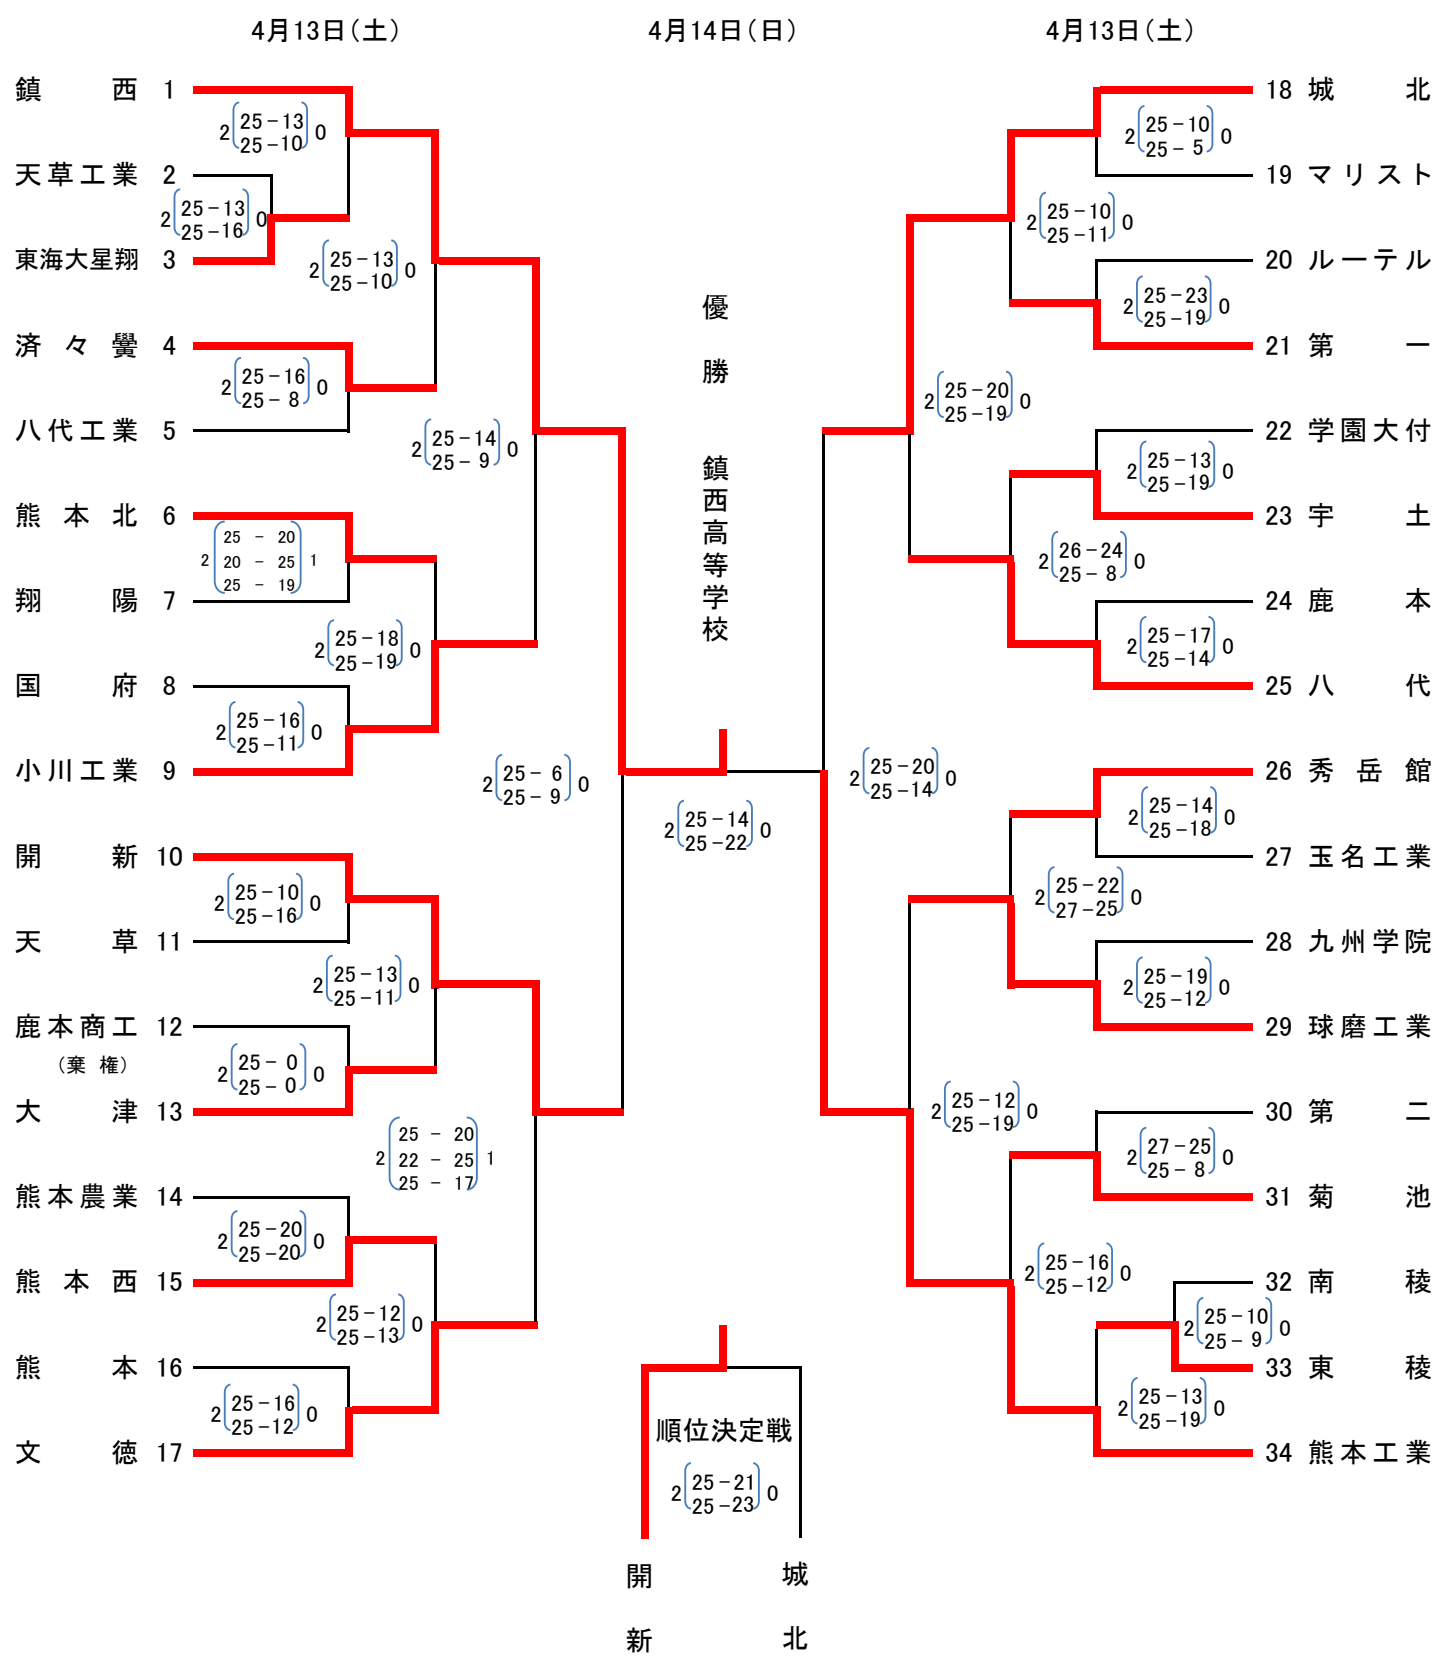 4月13日（土）
4月14日（日）
4月13日（土）
鎮西 1
2 25－13 0
25－10
天草工業 2
2 25－13 0
25－16
東海大星翔 3
2 25－13 0
25－10
済々黌 4
2 25－16 0
25－ 8
八代工業 5
2 25－14 0
25－ 9
熊本北 6
25 － 20
2 20 － 25 1
25 － 19
翔陽 7
2 25－18 0
25－19
国府 8
2 25－16 0
25－11
小川工業 9
2 25－ 6 0
25－ 9
開新 10
2 25－10 0
25－16
天草 11
2 25－13 0
25－11
鹿本商工 12
（棄権）
2 25－ 0 0
25－ 0
大津 13
25 － 20
2 22 － 25 1
25 － 17
熊本農業 14
2 25－20 0
25－20
熊本西 15
2 25－12 0
25－13
熊本 16
2 25－16 0
25－12
文徳 17
優勝
鎮西高等学校
2 25－14 0
25－22
順位決定戦
2 25－21 0
25－23
開新
城北
18 城北
2 25－10 0
25－ 5
19 マリスト
2 25－10 0
25－11
20 ルーテル
2 25－23 0
25－19
21 第一
2 25－20 0
25－19
22 学園大付
2 25－13 0
25－19
23 宇土
2 26－24 0
25－ 8
24 鹿本
2 25－17 0
25－14
25 八代
2 25－20 0
25－14
26 秀岳館
2 25－14 0
25－18
27 玉名工業
2 25－22 0
27－25
28 九州学院
2 25－19 0
25－12
29 球磨工業
2 25－12 0
25－19
30 第二
2 27－25 0
25－ 8
31 菊池
2 25－16 0
25－12
32 南稜
2 25－10 0
25－ 9
33 東稜
2 25－13 0
25－19
34 熊本工業